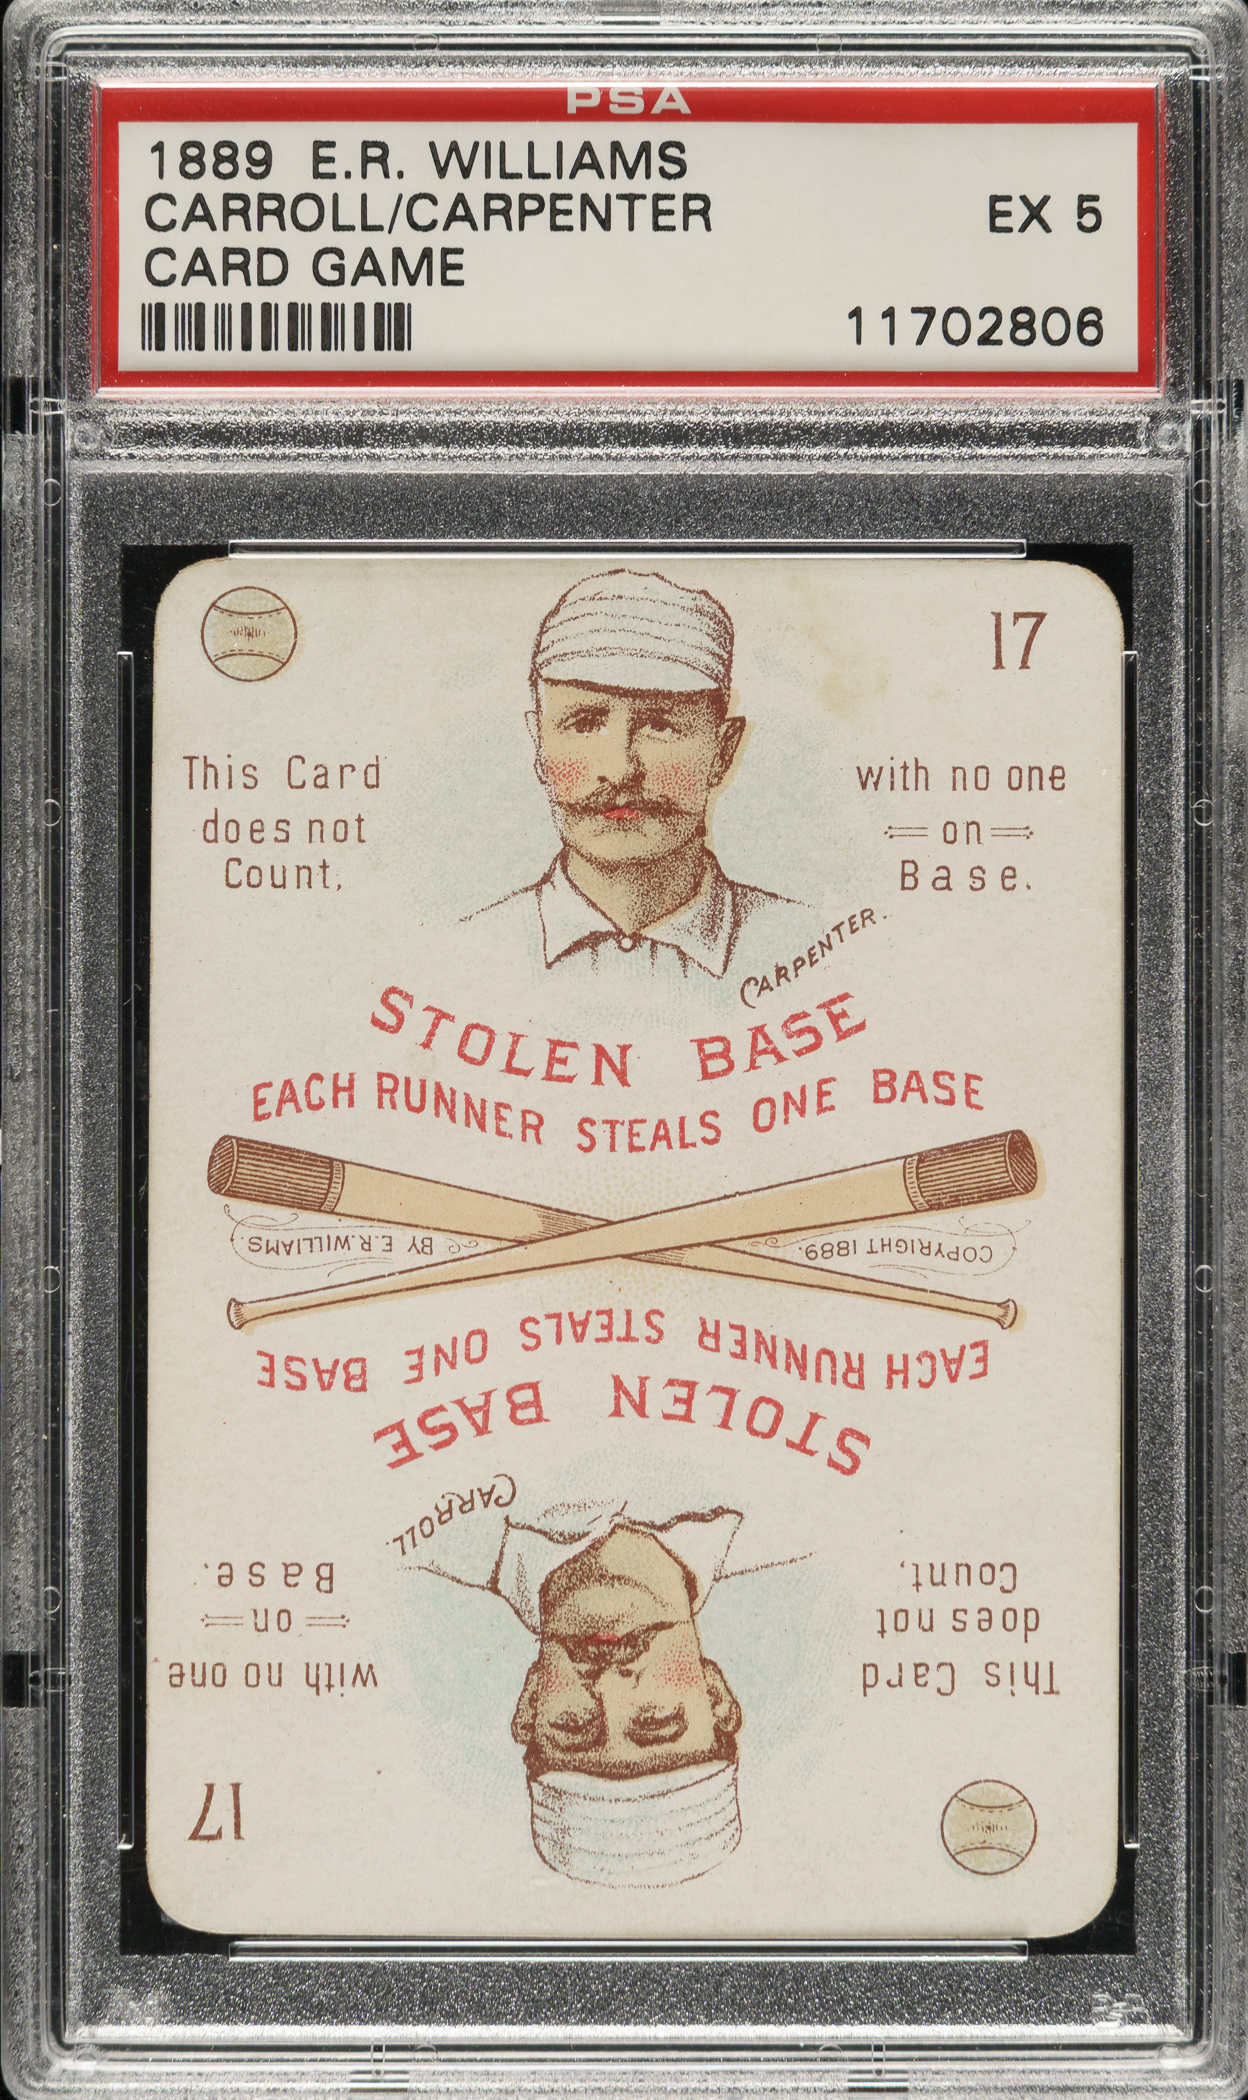 PSA
1889 E.R. WILLIAMS
CARROLL/CARPENTER
EX 5
CARD GAME
11702806
17
This Card
does not
Count,
with no one
on
Base.
CARPENTER.
STOLEN BASE
EACH RUNNER STEALS ONE BASE
COPYRIGHT 1889.
BY E.R.WILLIAMS.
EACH RUNNER STEALS ONE BASE
STOLEN BASE
CARROLL.
This Card
does not
Count,
with no one
on
Base.
17